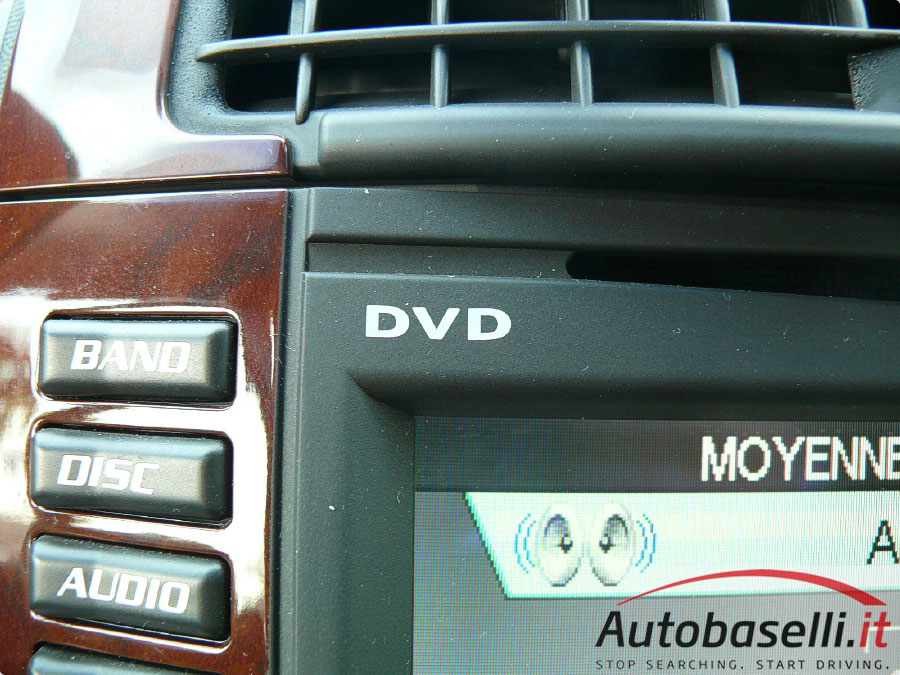 DVD
BAND
DISC
AUDIO
MOYENNE
A
Autobaselli.it
STOP SEARCHING. START DRIVING.